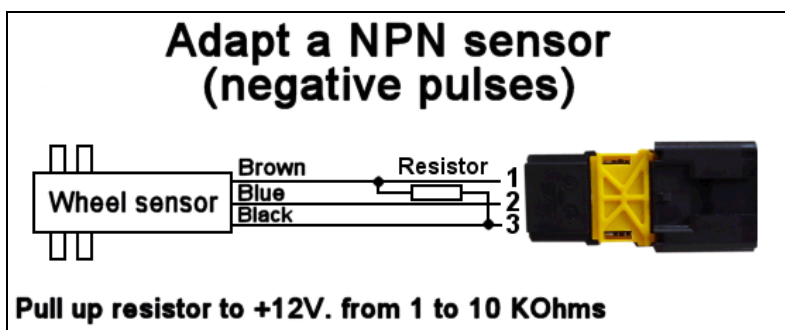 Adapt a NPN sensor
(negative pulses)
Brown Resistor 1
Wheel sensor Blue 2
Black 3
Pull up resistor to +12V. from 1 to 10 KOhms